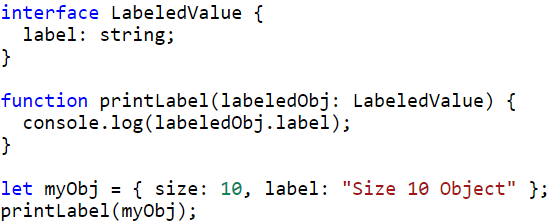 interface LabeledValue {
  label: string;
}

function printLabel(labeledObj: LabeledValue) {
  console.log(labeledObj.label);
}

let myObj = { size: 10, label: "Size 10 Object" };
printLabel(myObj);